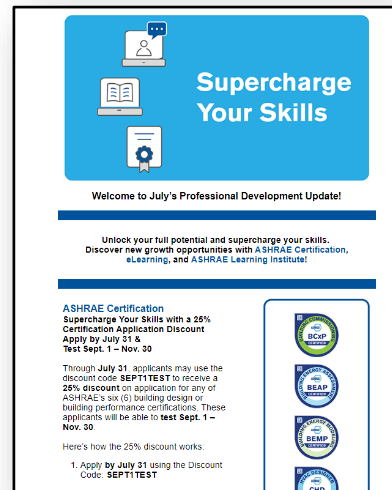 Supercharge
Your Skills
Welcome to July's Professional Development Update!
Unlock your full potential and supercharge your skills.
Discover new growth opportunities with ASHRAE Certification,
eLearning, and ASHRAE Learning Institute!
ASHRAE Certification
Supercharge Your Skills with a 25%
Certification Application Discount
Apply by July 31 &
Test Sept. 1 – Nov. 30
Through July 31, applicants may use the
discount code SEPT1TEST to receive a
25% discount on application for any of
ASHRAE's six (6) building design or
building performance certifications. These
applicants will be able to test Sept. 1 –
Nov. 30.
Here's how the 25% discount works:
1. Apply by July 31 using the Discount
Code: SEPT1TEST
BCxP
CERTIFIED
BEAP
CERTIFIED
BEMP
CERTIFIED